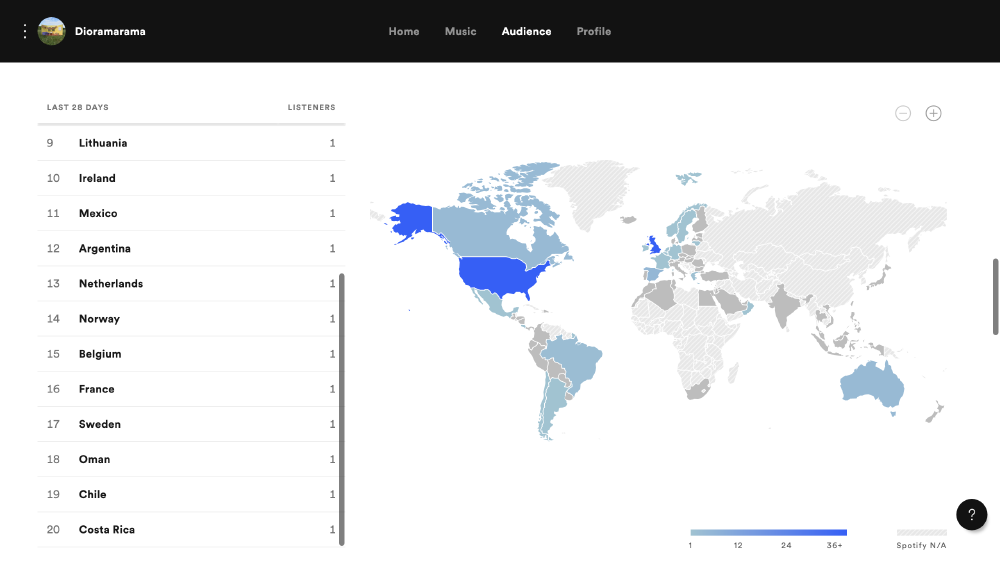 Dioramarama
Home Music Audience Profile
LAST 28 DAYS LISTENERS
9 Lithuania 1
10 Ireland 1
11 Mexico 1
12 Argentina 1
13 Netherlands 1
14 Norway 1
15 Belgium 1
16 France 1
17 Sweden 1
18 Oman 1
19 Chile 1
20 Costa Rica 1
?
1 12 24 36+ Spotify N/A